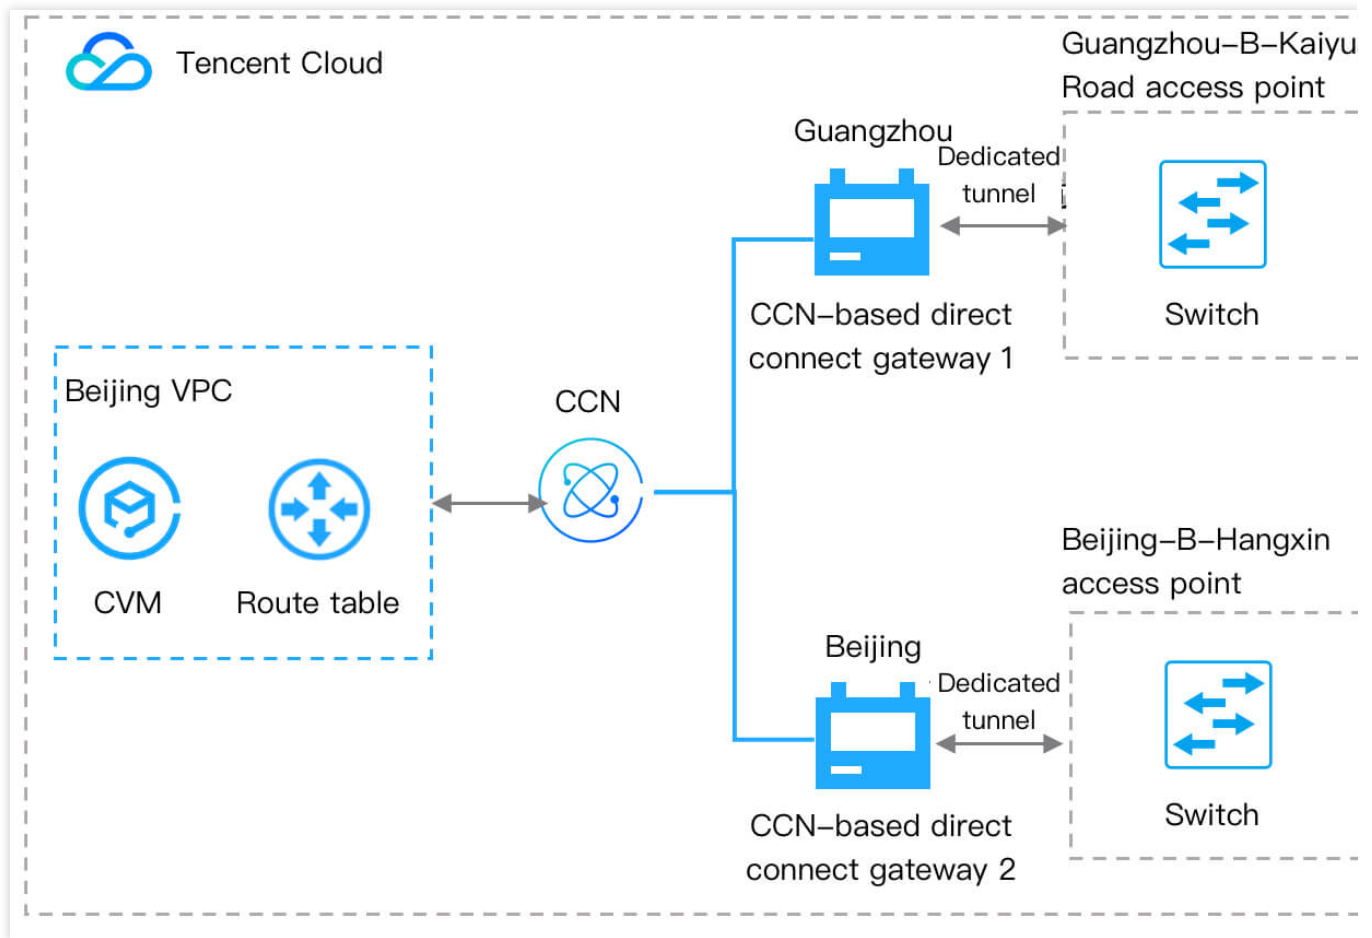 Tencent Cloud
Guangzhou–B–Kaiyu
Road access point
Guangzhou
Dedicated
tunnel
Switch
CCN–based direct
connect gateway 1
Beijing VPC
CCN
CVM
Route table
Beijing–B–Hangxin
access point
Beijing
Dedicated
tunnel
Switch
CCN–based direct
connect gateway 2